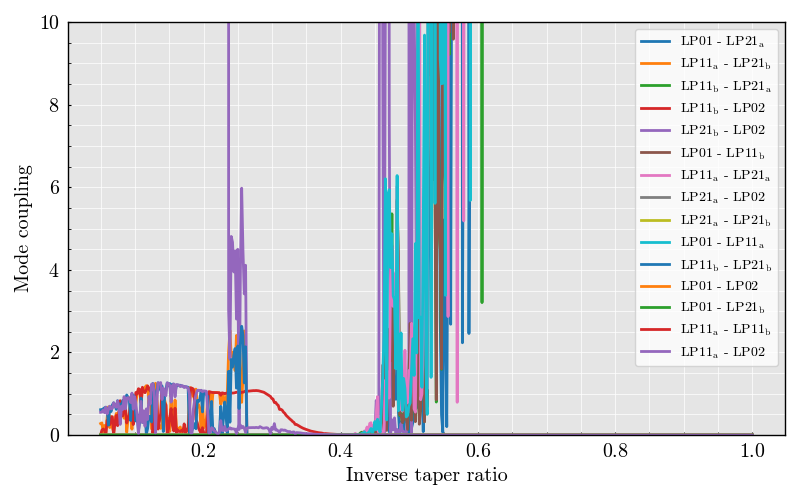 Mode coupling
10
8
6
4
2
0
0.2
0.4
0.6
0.8
1.0
Inverse taper ratio
LP01 - LP21a
LP11a - LP21b
LP11b - LP21a
LP11b - LP02
LP21b - LP02
LP01 - LP11b
LP11a - LP21a
LP21a - LP02
LP21a - LP21b
LP01 - LP11a
LP11b - LP21b
LP01 - LP02
LP01 - LP21b
LP11a - LP11b
LP11a - LP02